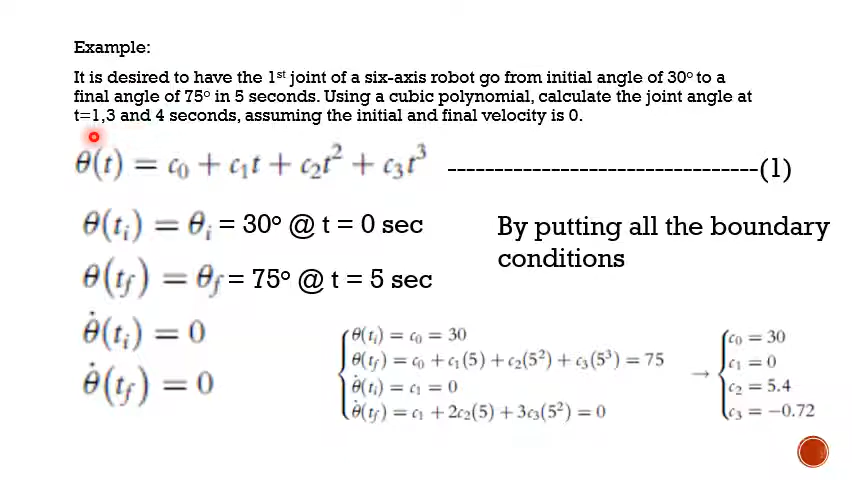 Example:
It is desired to have the 1st joint of a six-axis robot go from initial angle of 30° to a
final angle of 75° in 5 seconds. Using a cubic polynomial, calculate the joint angle at
t=1,3 and 4 seconds, assuming the initial and final velocity is 0.
θ(t) = c₀ + c₁t + c₂t² + c₃t³ ----------------------------------(1)
θ(tᵢ) = θᵢ = 30° @ t = 0 sec
θ(t_f) = θ_f = 75° @ t = 5 sec
θ̇(tᵢ) = 0
θ̇(t_f) = 0
By putting all the boundary
conditions
θ(tᵢ) = c₀ = 30
θ(t_f) = c₀ + c₁(5) + c₂(5²) + c₃(5³) = 75
θ̇(tᵢ) = c₁ = 0
θ̇(t_f) = c₁ + 2c₂(5) + 3c₃(5²) = 0
→
c₀ = 30
c₁ = 0
c₂ = 5.4
c₃ = −0.72